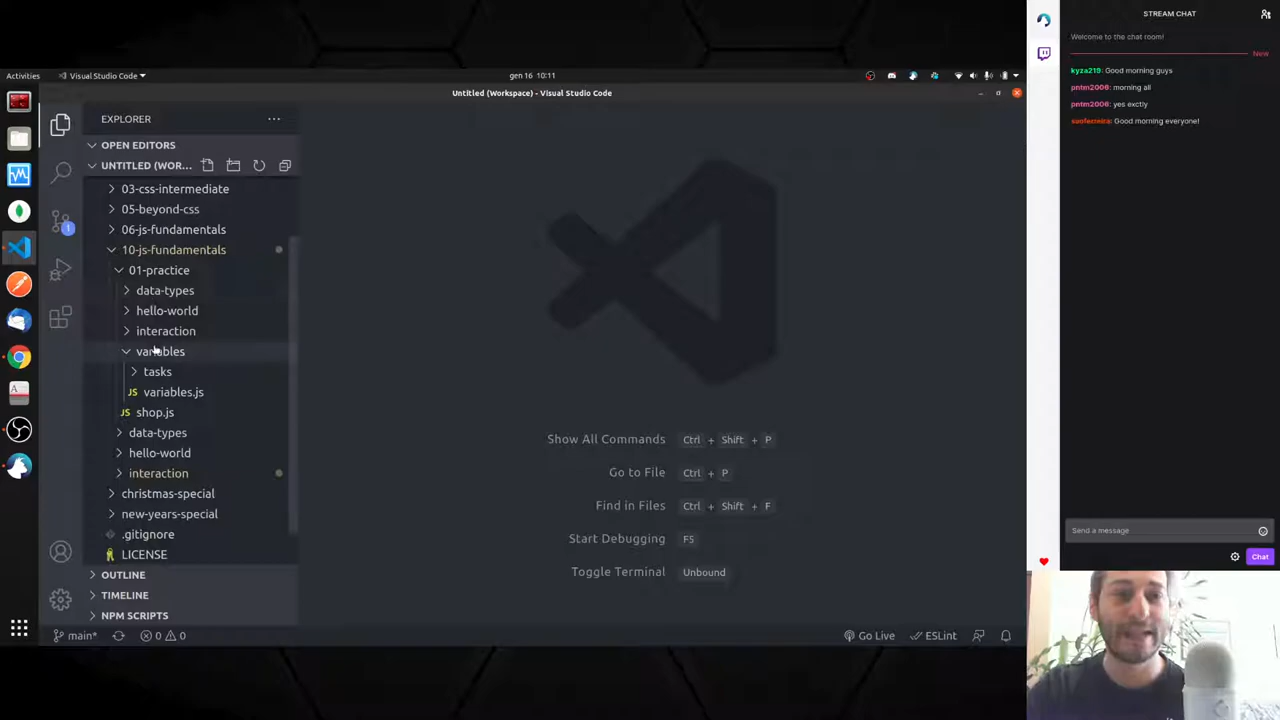 Activities
Visual Studio Code
gen 16 10:11
Untitled (Workspace) - Visual Studio Code
EXPLORER
OPEN EDITORS
UNTITLED (WOR...
03-css-intermediate
05-beyond-css
06-js-fundamentals
10-js-fundamentals
01-practice
data-types
hello-world
interaction
variables
tasks
JS variables.js
JS shop.js
data-types
hello-world
interaction
christmas-special
new-years-special
.gitignore
LICENSE
OUTLINE
TIMELINE
NPM SCRIPTS
1
Show All Commands Ctrl + Shift + P
Go to File Ctrl + P
Find in Files Ctrl + Shift + F
Start Debugging F5
Toggle Terminal Unbound
main* 0 0
Go Live ESLint
STREAM CHAT
Welcome to the chat room!
New
kyza219: Good morning guys
pntm2006: morning all
pntm2006: yes exctly
Good morning everyone!
Send a message
Chat